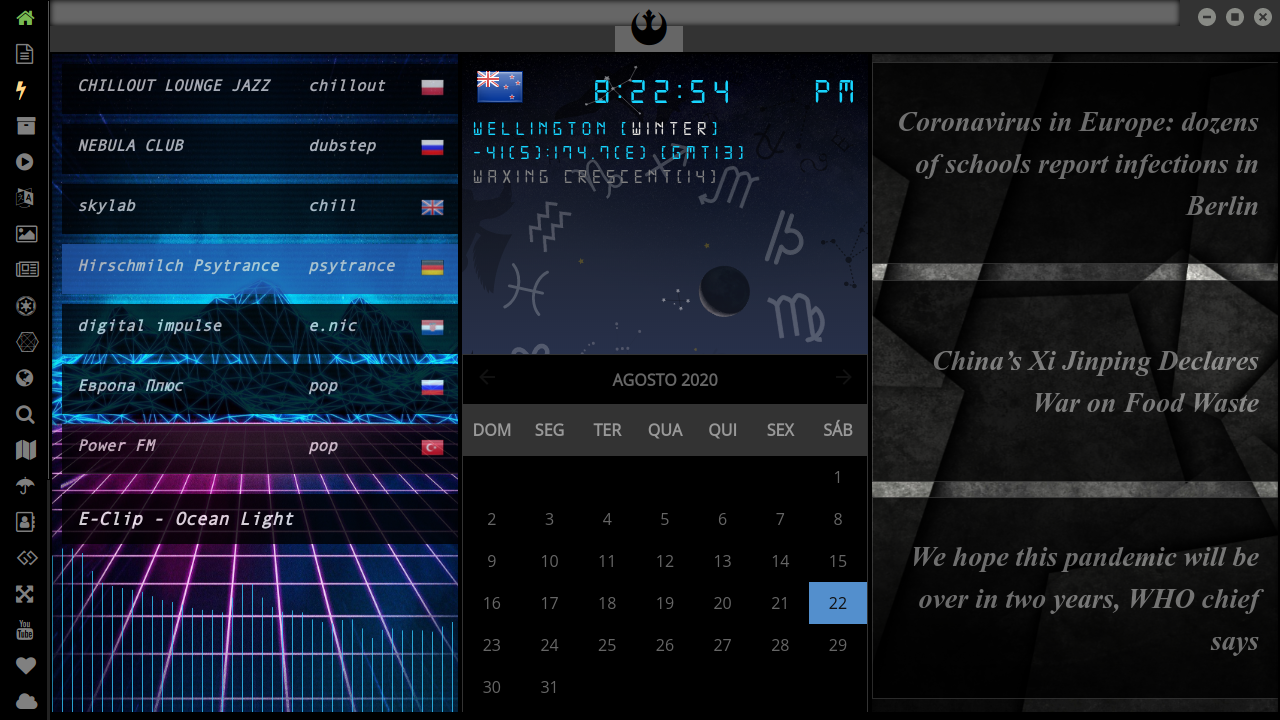 CHILLOUT LOUNGE JAZZ chillout
NEBULA CLUB dubstep
skylab chill
Hirschmilch Psytrance psytrance
digital impulse e.nic
Европа Плюс pop
Power FM pop
E-Clip - Ocean Light
8:22:54 PM
WELLINGTON (WINTER)
-41(S):174.7(E) (GMT13)
WAXING CRESCENT(14)
AGOSTO 2020
DOM SEG TER QUA QUI SEX SÁB
1
2 3 4 5 6 7 8
9 10 11 12 13 14 15
16 17 18 19 20 21 22
23 24 25 26 27 28 29
30 31
Coronavirus in Europe: dozens
of schools report infections in
Berlin
China’s Xi Jinping Declares
War on Food Waste
We hope this pandemic will be
over in two years, WHO chief
says
You
Tube